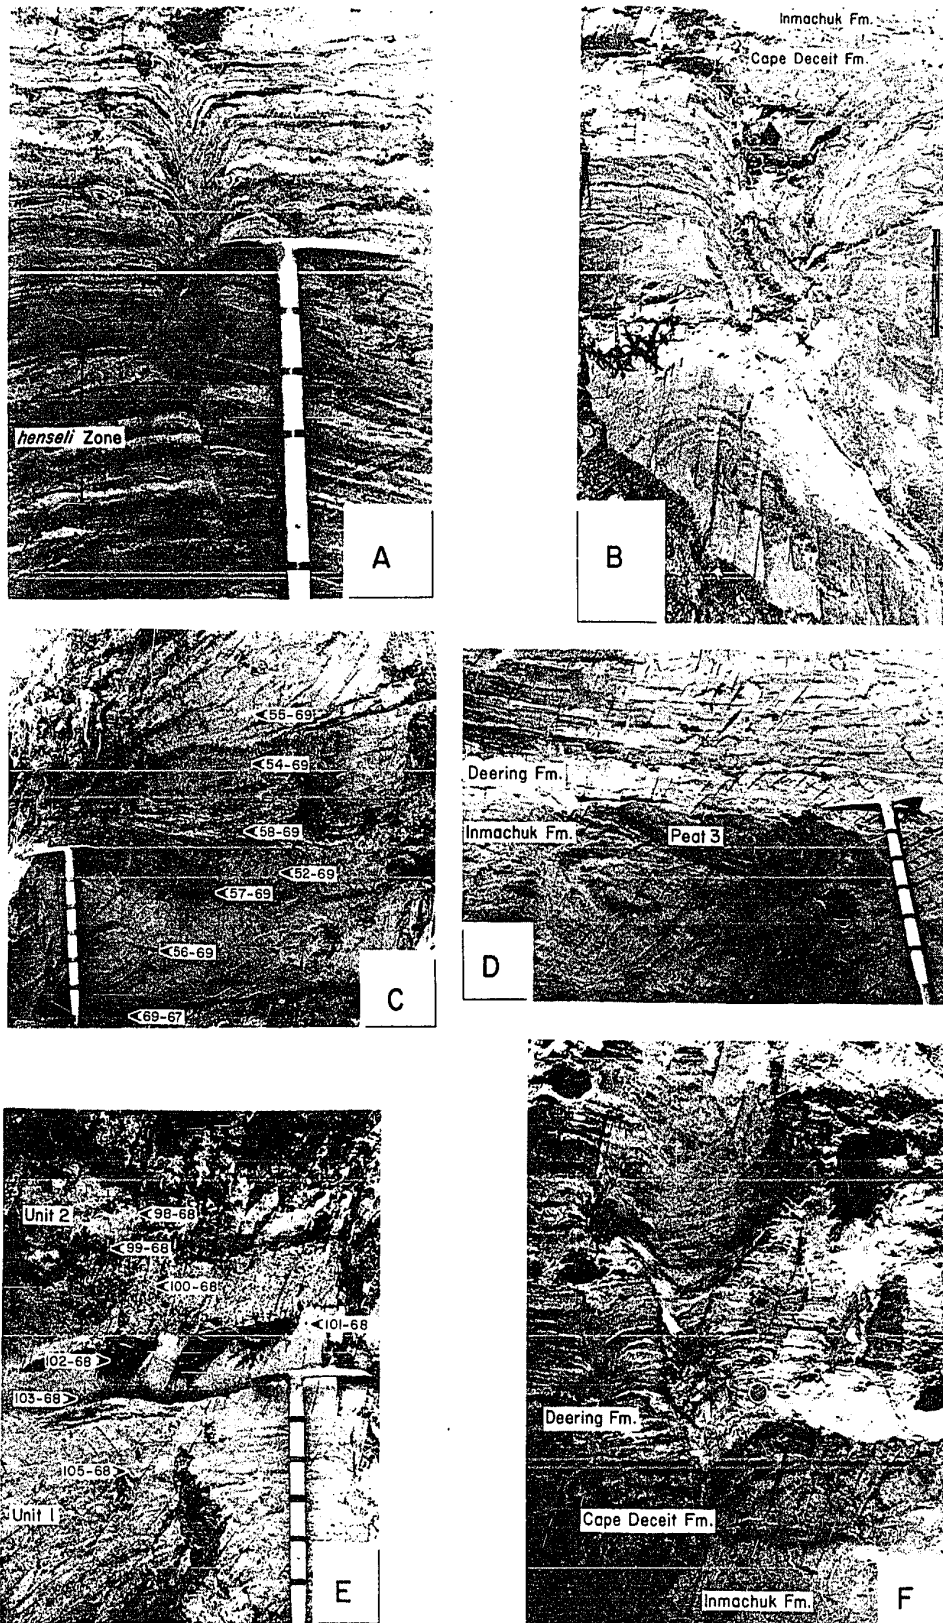 henseli Zone
A
Inmachuk Fm.
Cape Deceit Fm.
B
55-69
54-69
58-69
52-69
57-69
56-69
69-67
C
Deering Fm.
Inmachuk Fm.
Peat 3
D
Unit 2
98-68
99-68
100-68
101-68
102-68
103-68
105-68
Unit 1
E
Deering Fm.
Cape Deceit Fm.
Inmachuk Fm.
F